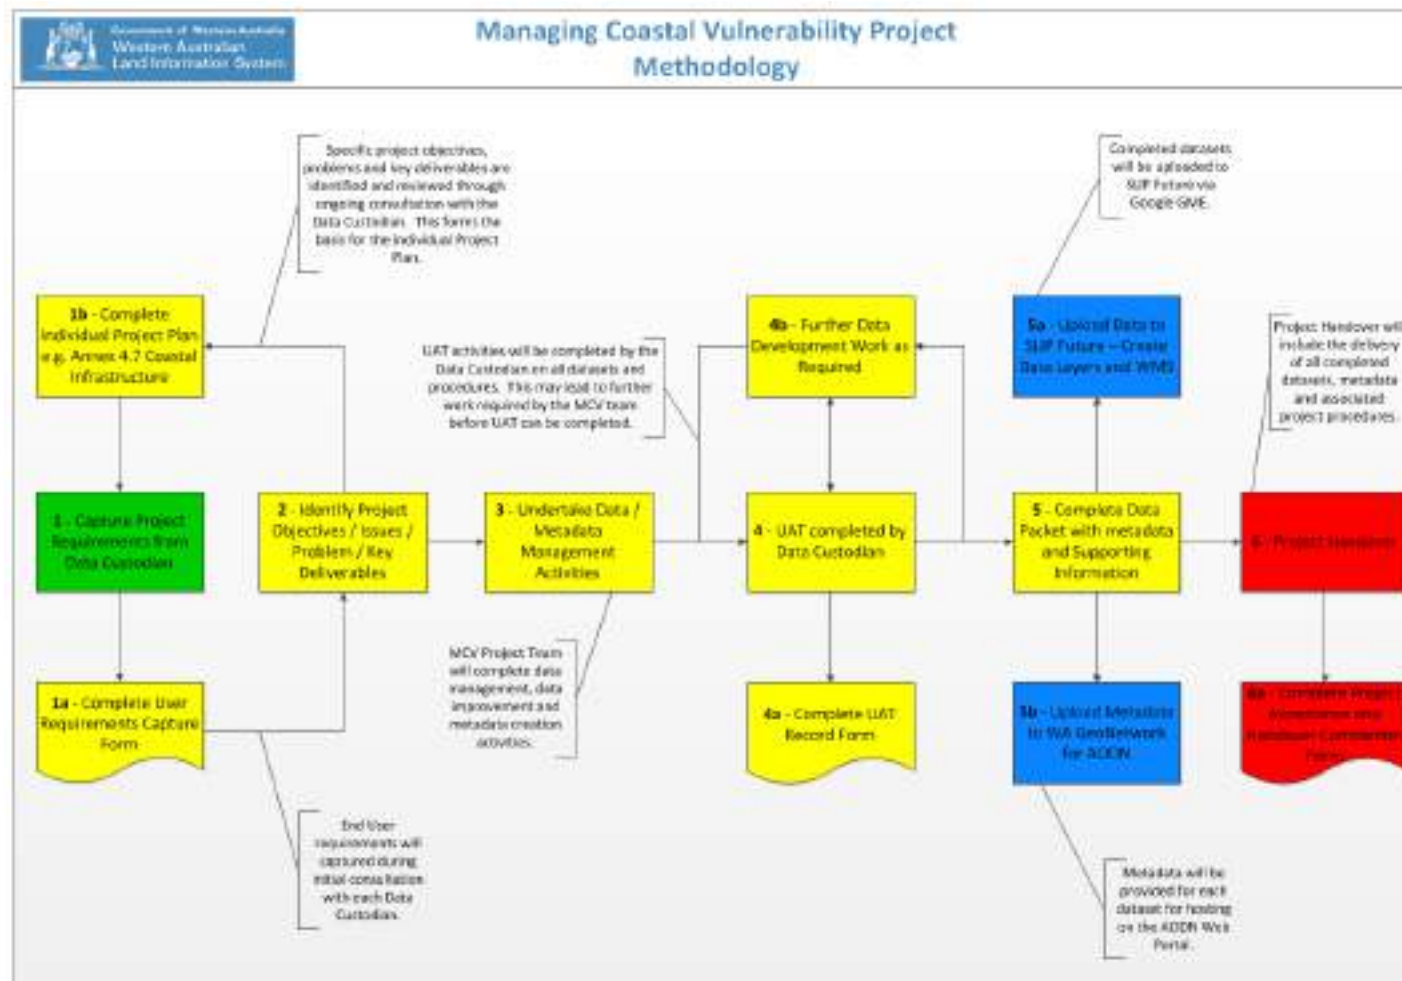 Government of Western Australia
Western Australian
Land Information System
Managing Coastal Vulnerability Project
Methodology
Specific project objectives,
problems and key deliverables are
identified and reviewed through
ongoing consultation with the
Data Custodian. This forms the
basis for the individual Project
Plan.
Completed datasets
will be uploaded to
SLIP Future via
Google GME.
1b - Complete
Individual Project Plan
e.g. Annex 4.7 Coastal
Infrastructure
UAT activities will be completed by the
Data Custodian on all datasets and
procedures. This may lead to further
work required by the MCV team
before UAT can be completed.
4b - Further Data
Development Work as
Required
5a - Upload Data to
SLIP Future – Create
Data Layers and WMS
Project Handover will
include the delivery
of all completed
datasets, metadata
and associated
project procedures.
1 - Capture Project
Requirements from
Data Custodian
2 - Identify Project
Objectives / Issues /
Problem / Key
Deliverables
3 - Undertake Data /
Metadata
Management
Activities
4 - UAT completed by
Data Custodian
5 - Complete Data
Packet with metadata
and Supporting
Information
6 - Project Handover
1a - Complete User
Requirements Capture
Form
MCV Project Team
will complete data
management, data
improvement and
metadata creation
activities.
4a - Complete UAT
Record Form
5b - Upload Metadata
to WA GeoNetwork
for ADDN
6a - Complete Project
Handover
End User
requirements will
captured during
initial consultation
with each Data
Custodian.
Metadata will be
provided for each
dataset for hosting
on the ADDN Web
Portal.